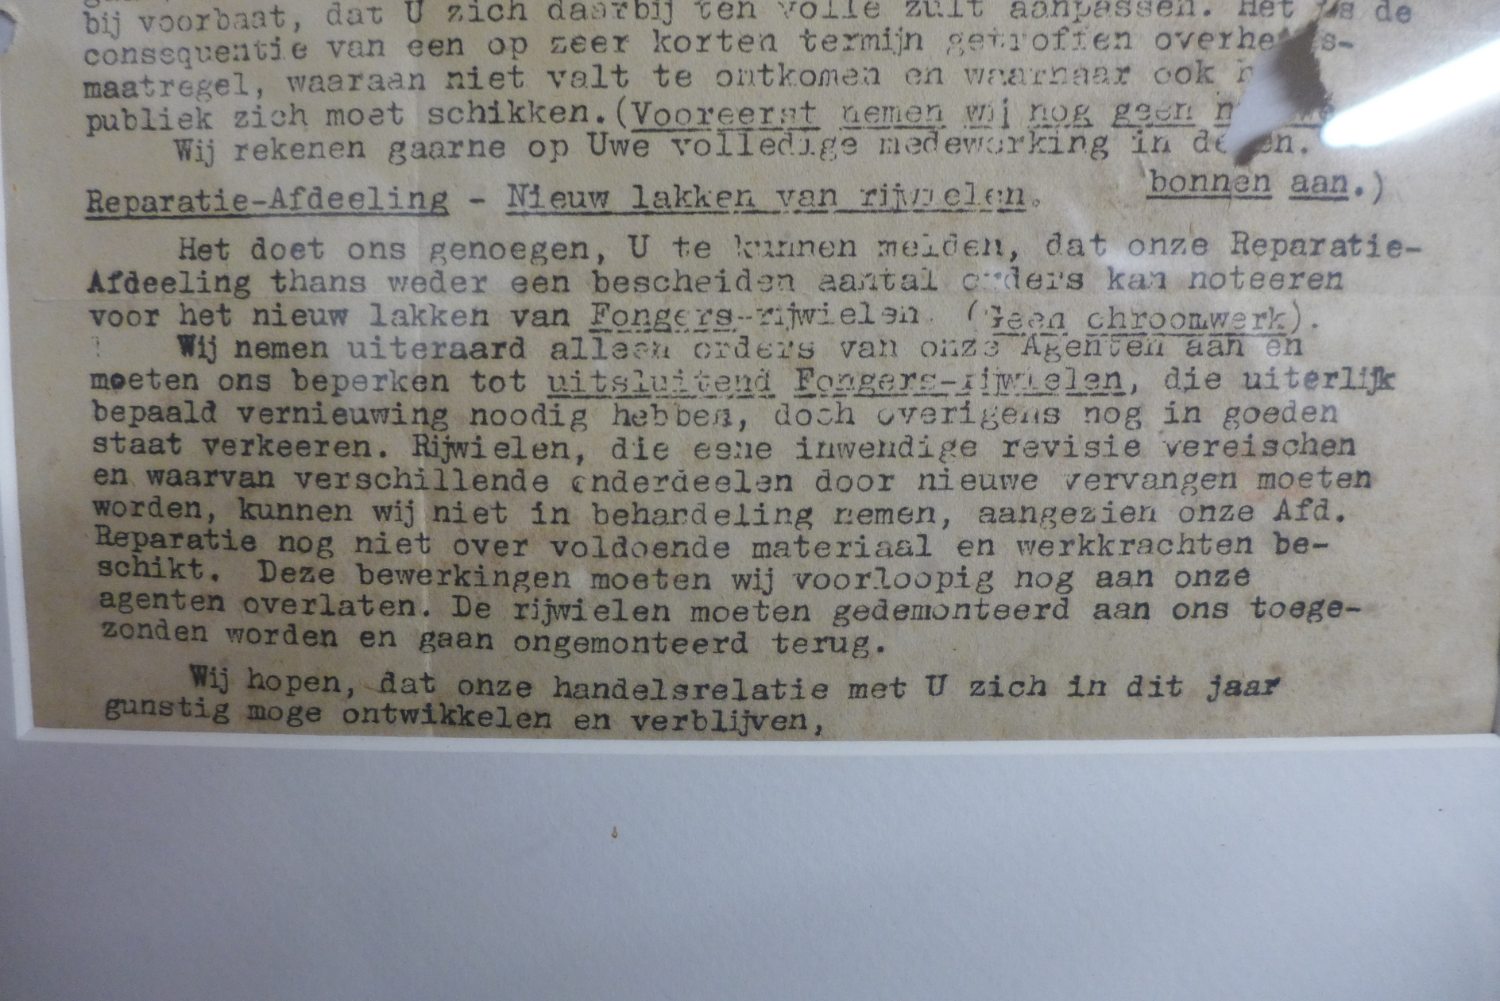 bij voorbaat, dat U zich daarbij ten volle zult aanpassen. Het is de
consequentie van een op zeer korten termijn getroffen overheids-
maatregel, waaraan niet valt te ontkomen en waarnaar ook
publiek zich moet schikken. (Vooreerst nemen wij nog geen
Wij rekenen gaarne op Uwe volledige medewerking in dezen.
bonnen aan.)
Reparatie-Afdeeling - Nieuw lakken van rijwielen.
Het doet ons genoegen, U te kunnen melden, dat onze Reparatie-
Afdeeling thans weder een bescheiden aantal orders kan noteeren
voor het nieuw lakken van Fongers-rijwielen. (Geen chroomwerk).
Wij nemen uiteraard alleen orders van onze Agenten aan en
moeten ons beperken tot uitsluitend Fongers-rijwielen, die uiterlijk
bepaald vernieuwing noodig hebben, doch overigens nog in goeden
staat verkeeren. Rijwielen, die eene inwendige revisie vereischen
en waarvan verschillende onderdeelen door nieuwe vervangen moeten
worden, kunnen wij niet in behandeling nemen, aangezien onze Afd.
Reparatie nog niet over voldoende materiaal en werkkrachten be-
schikt. Deze bewerkingen moeten wij voorloopig nog aan onze
agenten overlaten. De rijwielen moeten gedemonteerd aan ons toege-
zonden worden en gaan ongemonteerd terug.
Wij hopen, dat onze handelsrelatie met U zich in dit jaar
gunstig moge ontwikkelen en verblijven,